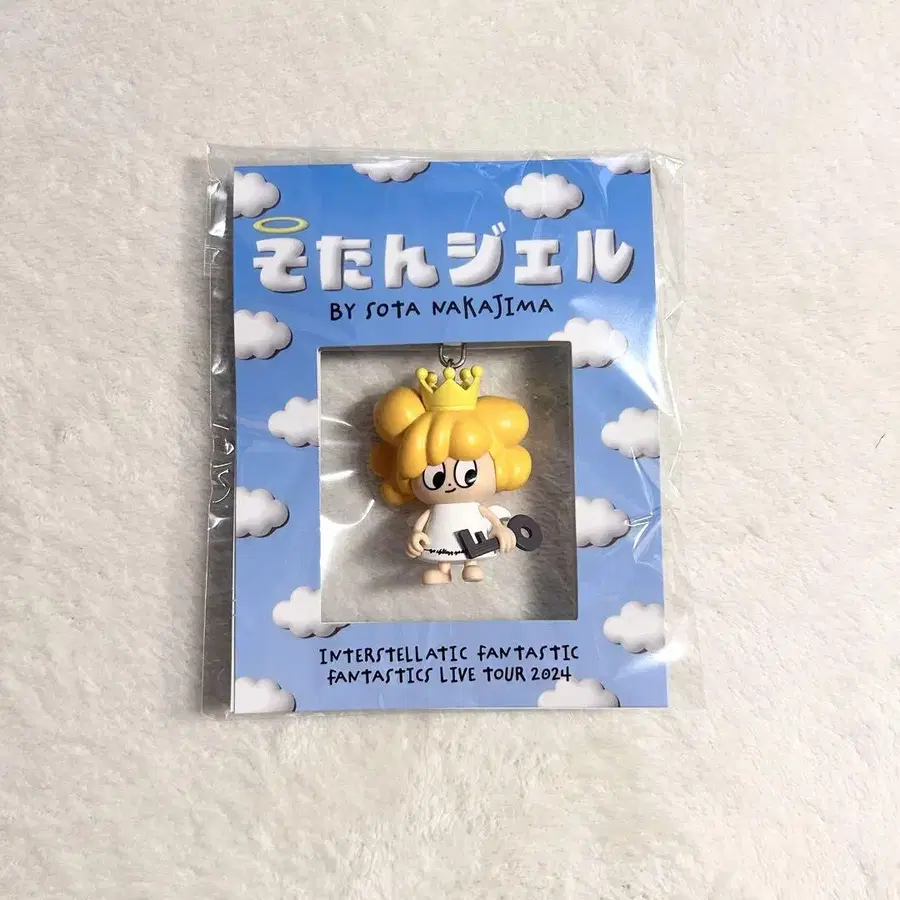 そたんジェル
BY SOTA NAKAJIMA
INTERSTELLATIC FANTASTIC
FANTASTICS LIVE TOUR 2024